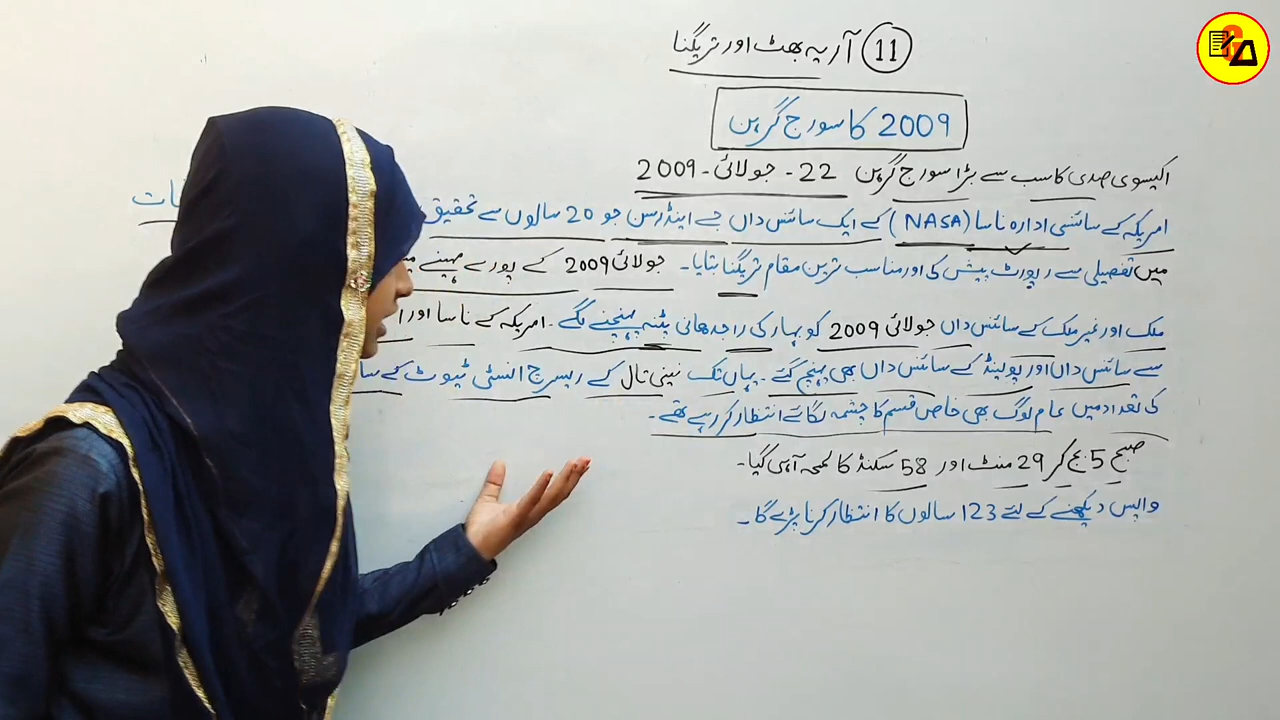 11 آریہ بھٹ اور تریگنا
2009 کا سورج گرہن
اکیسوی صدی کا سب سے بڑا سورج گرہن 22 - جولائی - 2009
امریکہ کے سائنسی ادارہ ناسا (NASA) کے ایک سائنس داں جے اینڈرسن جو 20 سالوں سے تحقیق
میں تفصیلی سے رپورٹ پیش کی اور مناسب ترین مقام تریگنا بتایا۔ جولائی 2009 کے پورے مہینے
ملک اور غیر ملک کے سائنس داں جولائی 2009 کو بہار کی راجدھانی پٹنہ پہنچنے لگے۔ امریکہ کے ناسا اور
سے سائنس داں اور پولینڈ کے سائنس داں بھی پہنچ گئے۔ یہاں تک نینی تال کے ریسرچ انسٹی ٹیوٹ کے
کی تعداد میں عام لوگ بھی خاص قسم کا چشمہ لگائے انتظار کر رہے تھے۔
صبح 5 بج کر 29 منٹ اور 58 سکنڈ کا لمحہ آہی گیا۔
واپس دیکھنے کے لئے 123 سالوں کا انتظار کرنا پڑے گا۔